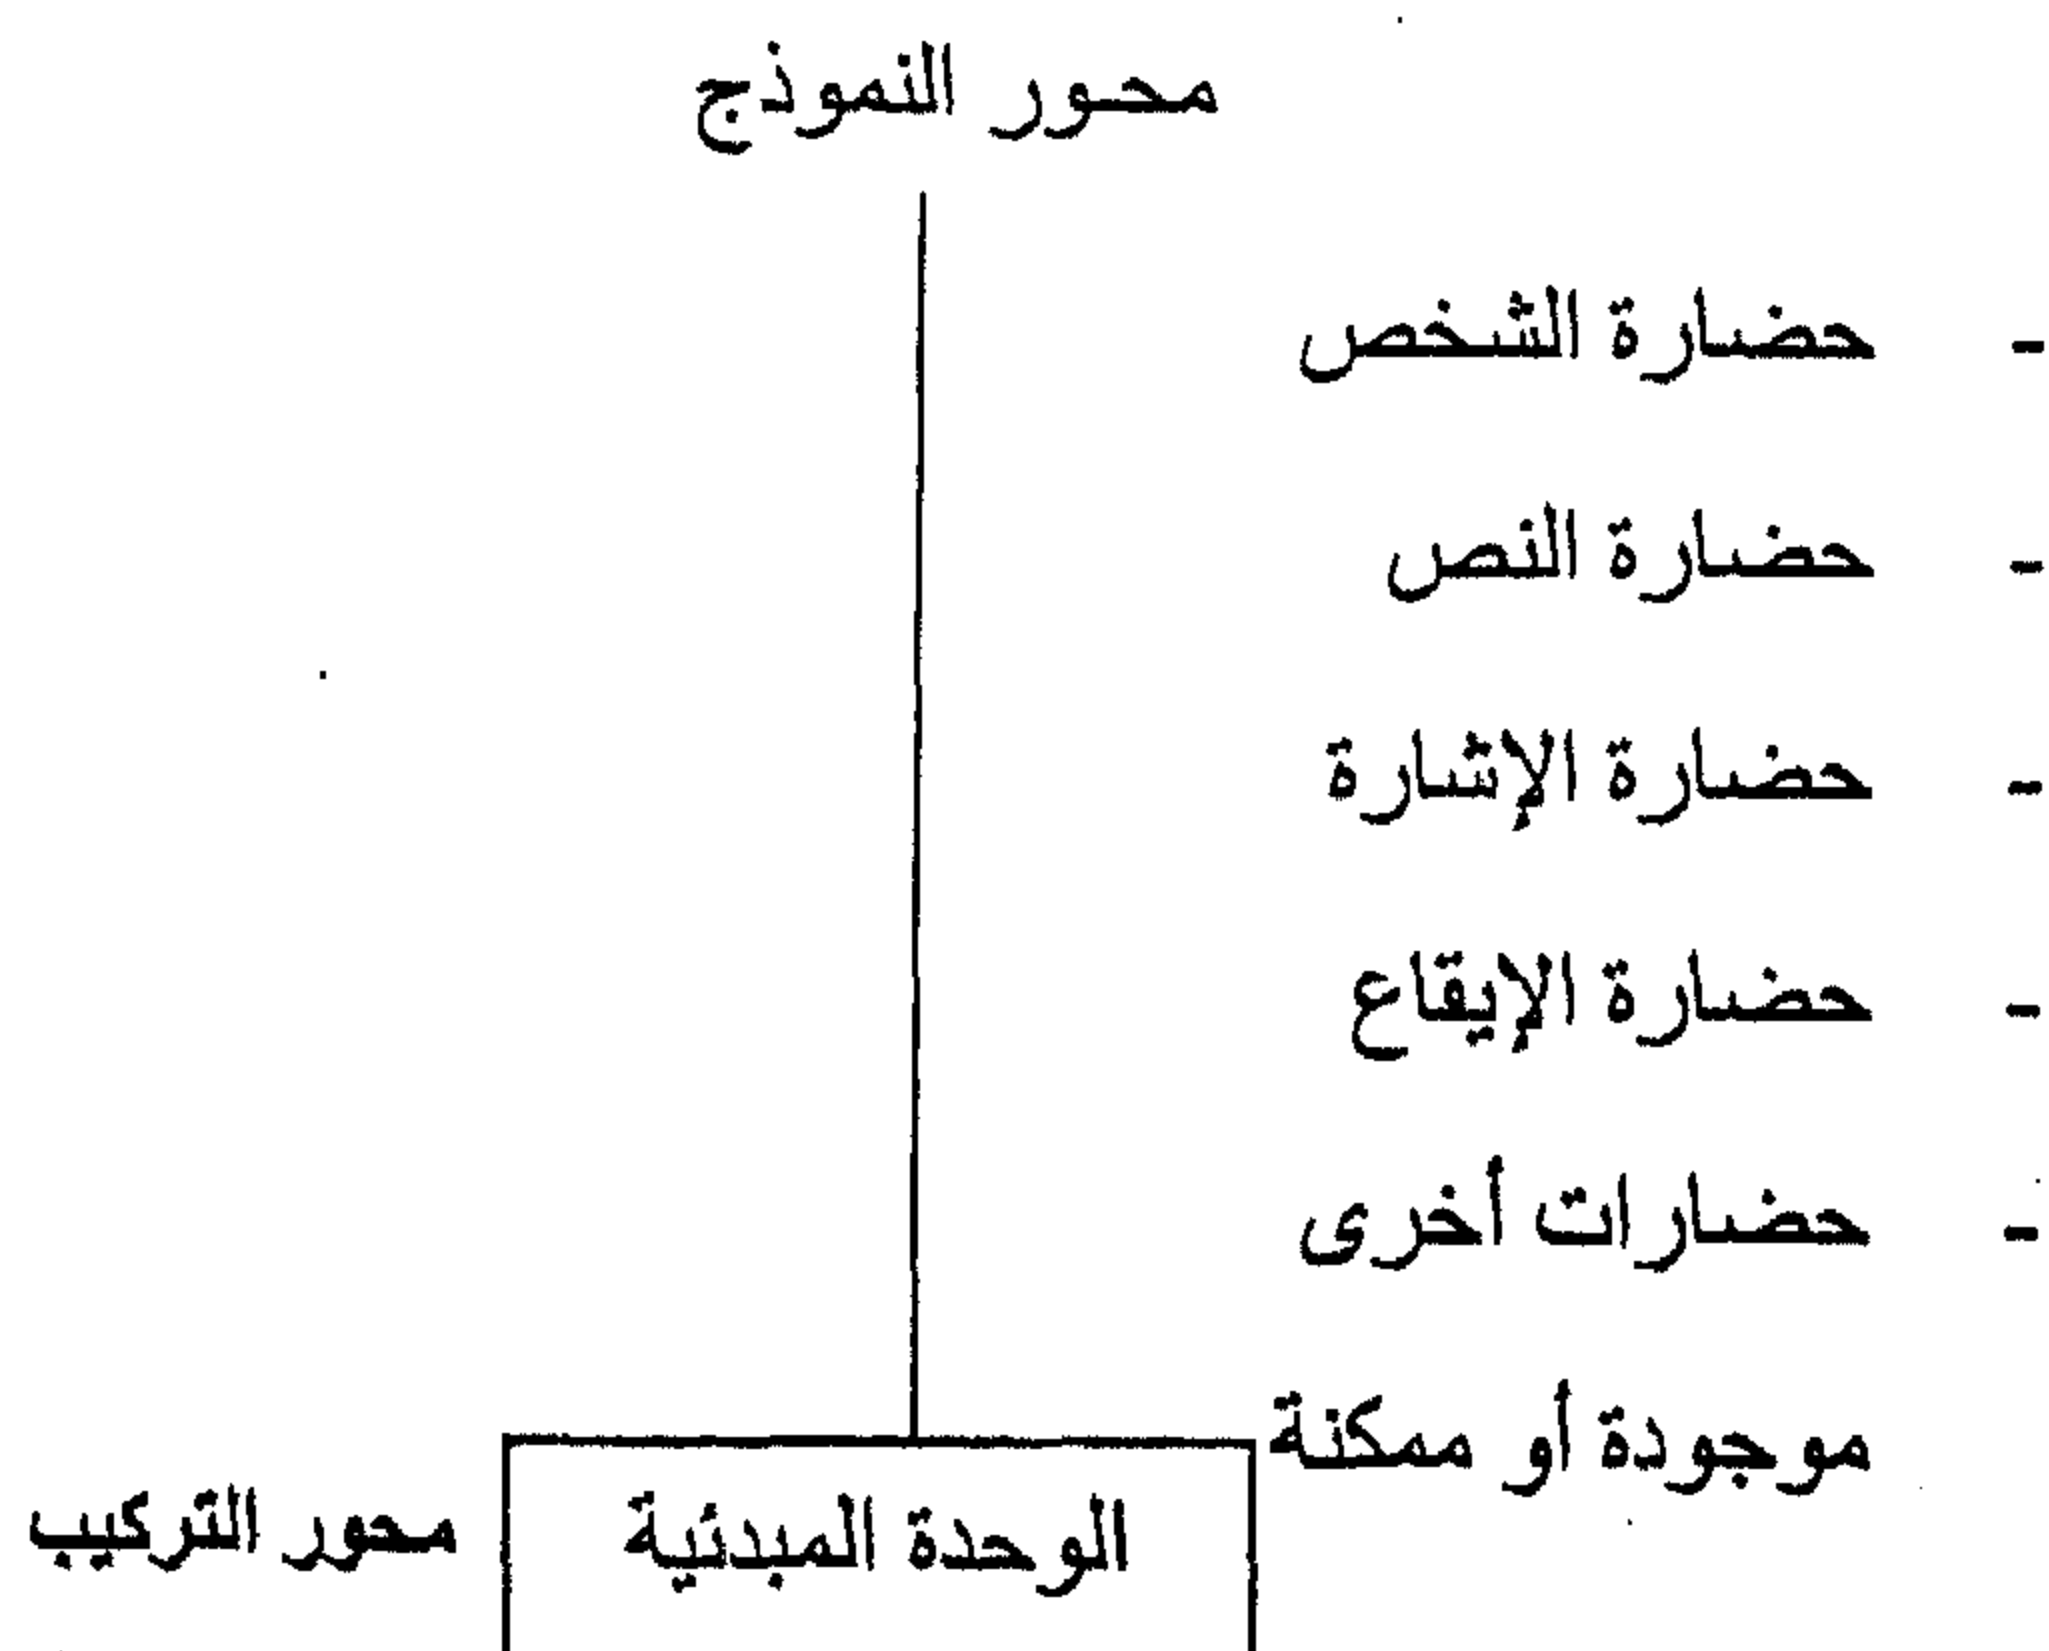 محور النموذج
- حضارة الشخص
- حضارة النص
- حضارة الإشارة
- حضارة الإيقاع
- حضارات أخرى
موجودة أو ممكنة
الوحدة المبدئية
محور التركيب